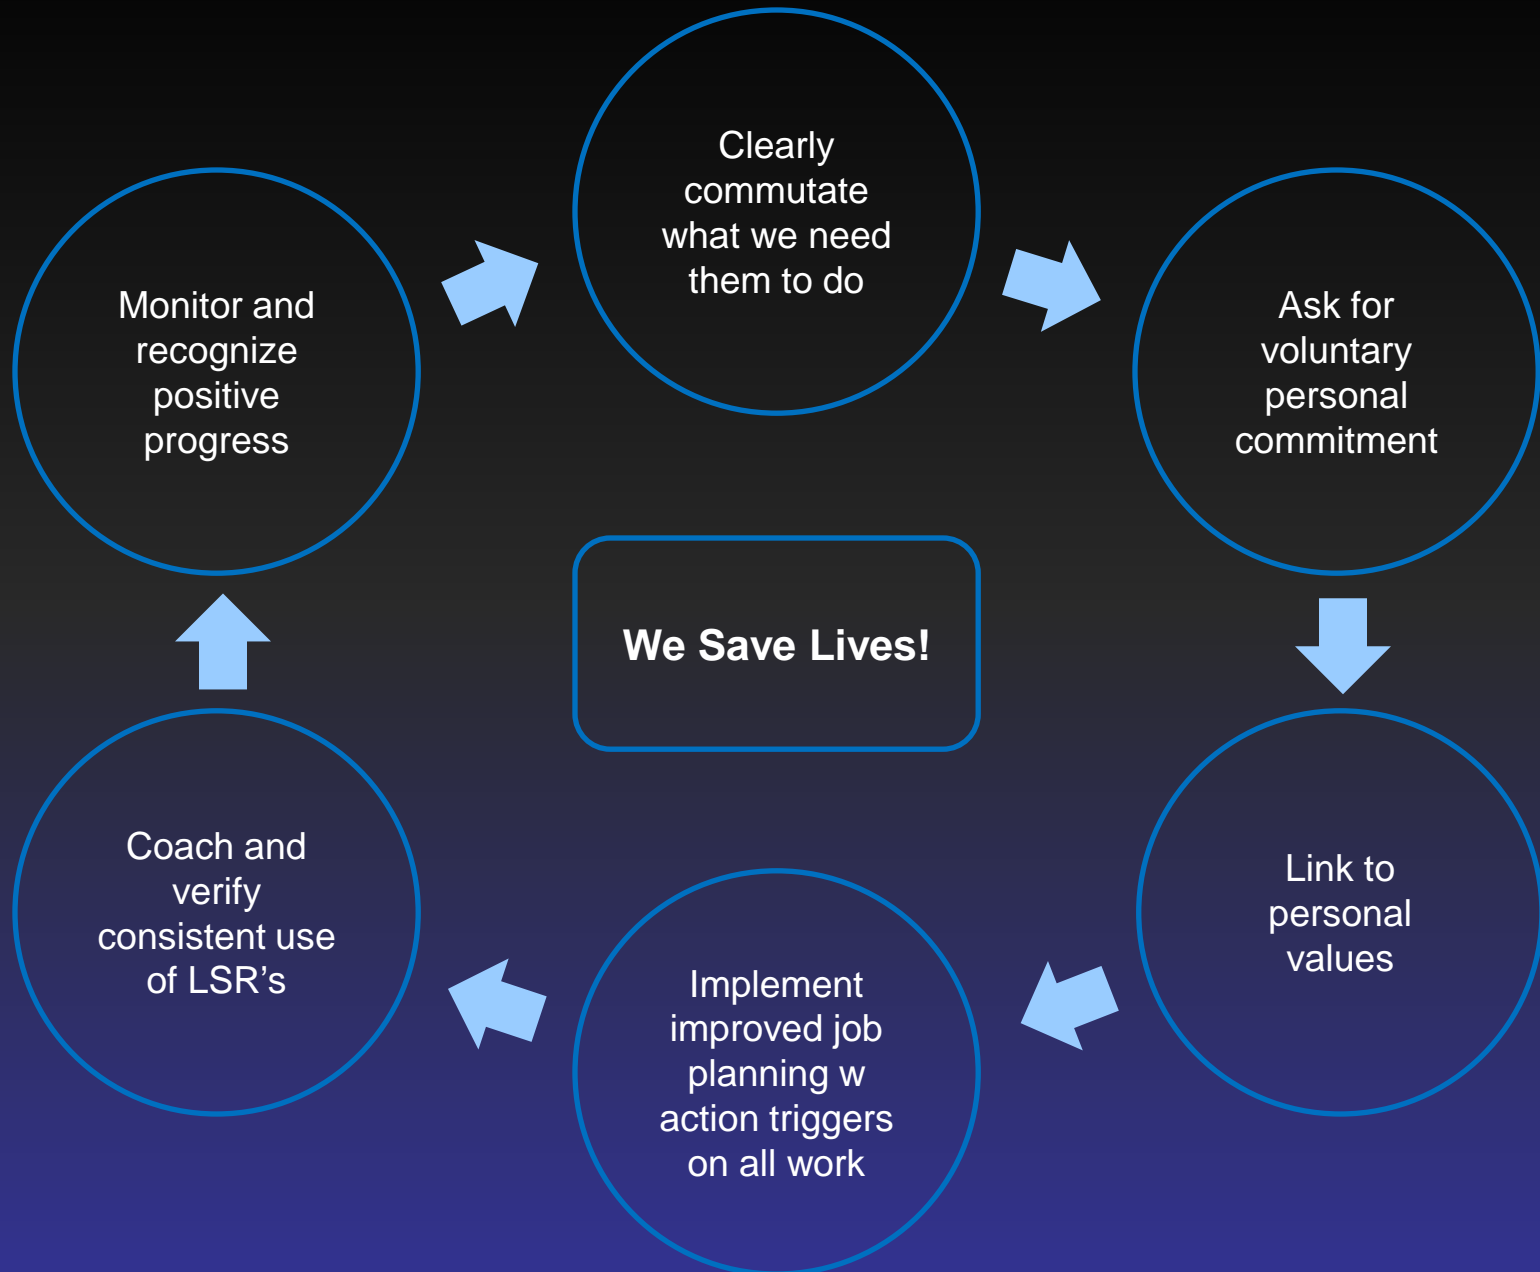 Clearly
commutate
what we need
them to do
Ask for
voluntary
personal
commitment
Link to
personal
values
Implement
improved job
planning w
action triggers
on all work
Coach and
verify
consistent use
of LSR’s
Monitor and
recognize
positive
progress
We Save Lives!